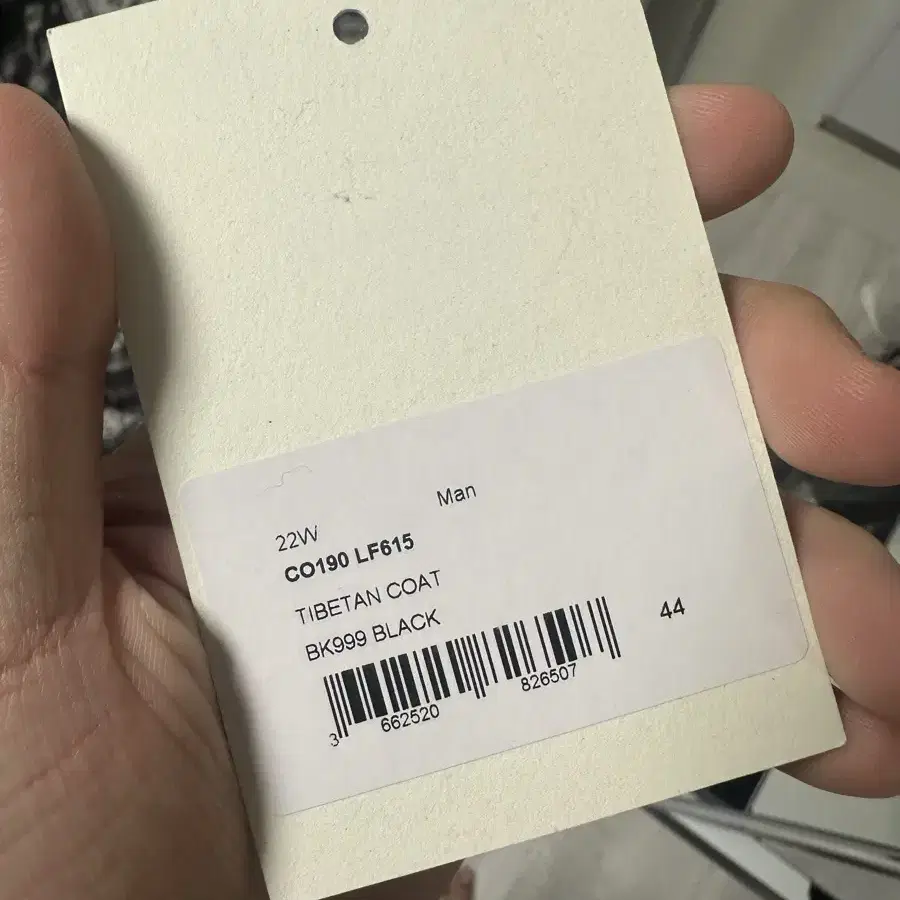 22W Man
CO190 LF615
TIBETAN COAT
BK999 BLACK
44
3 662520 826507